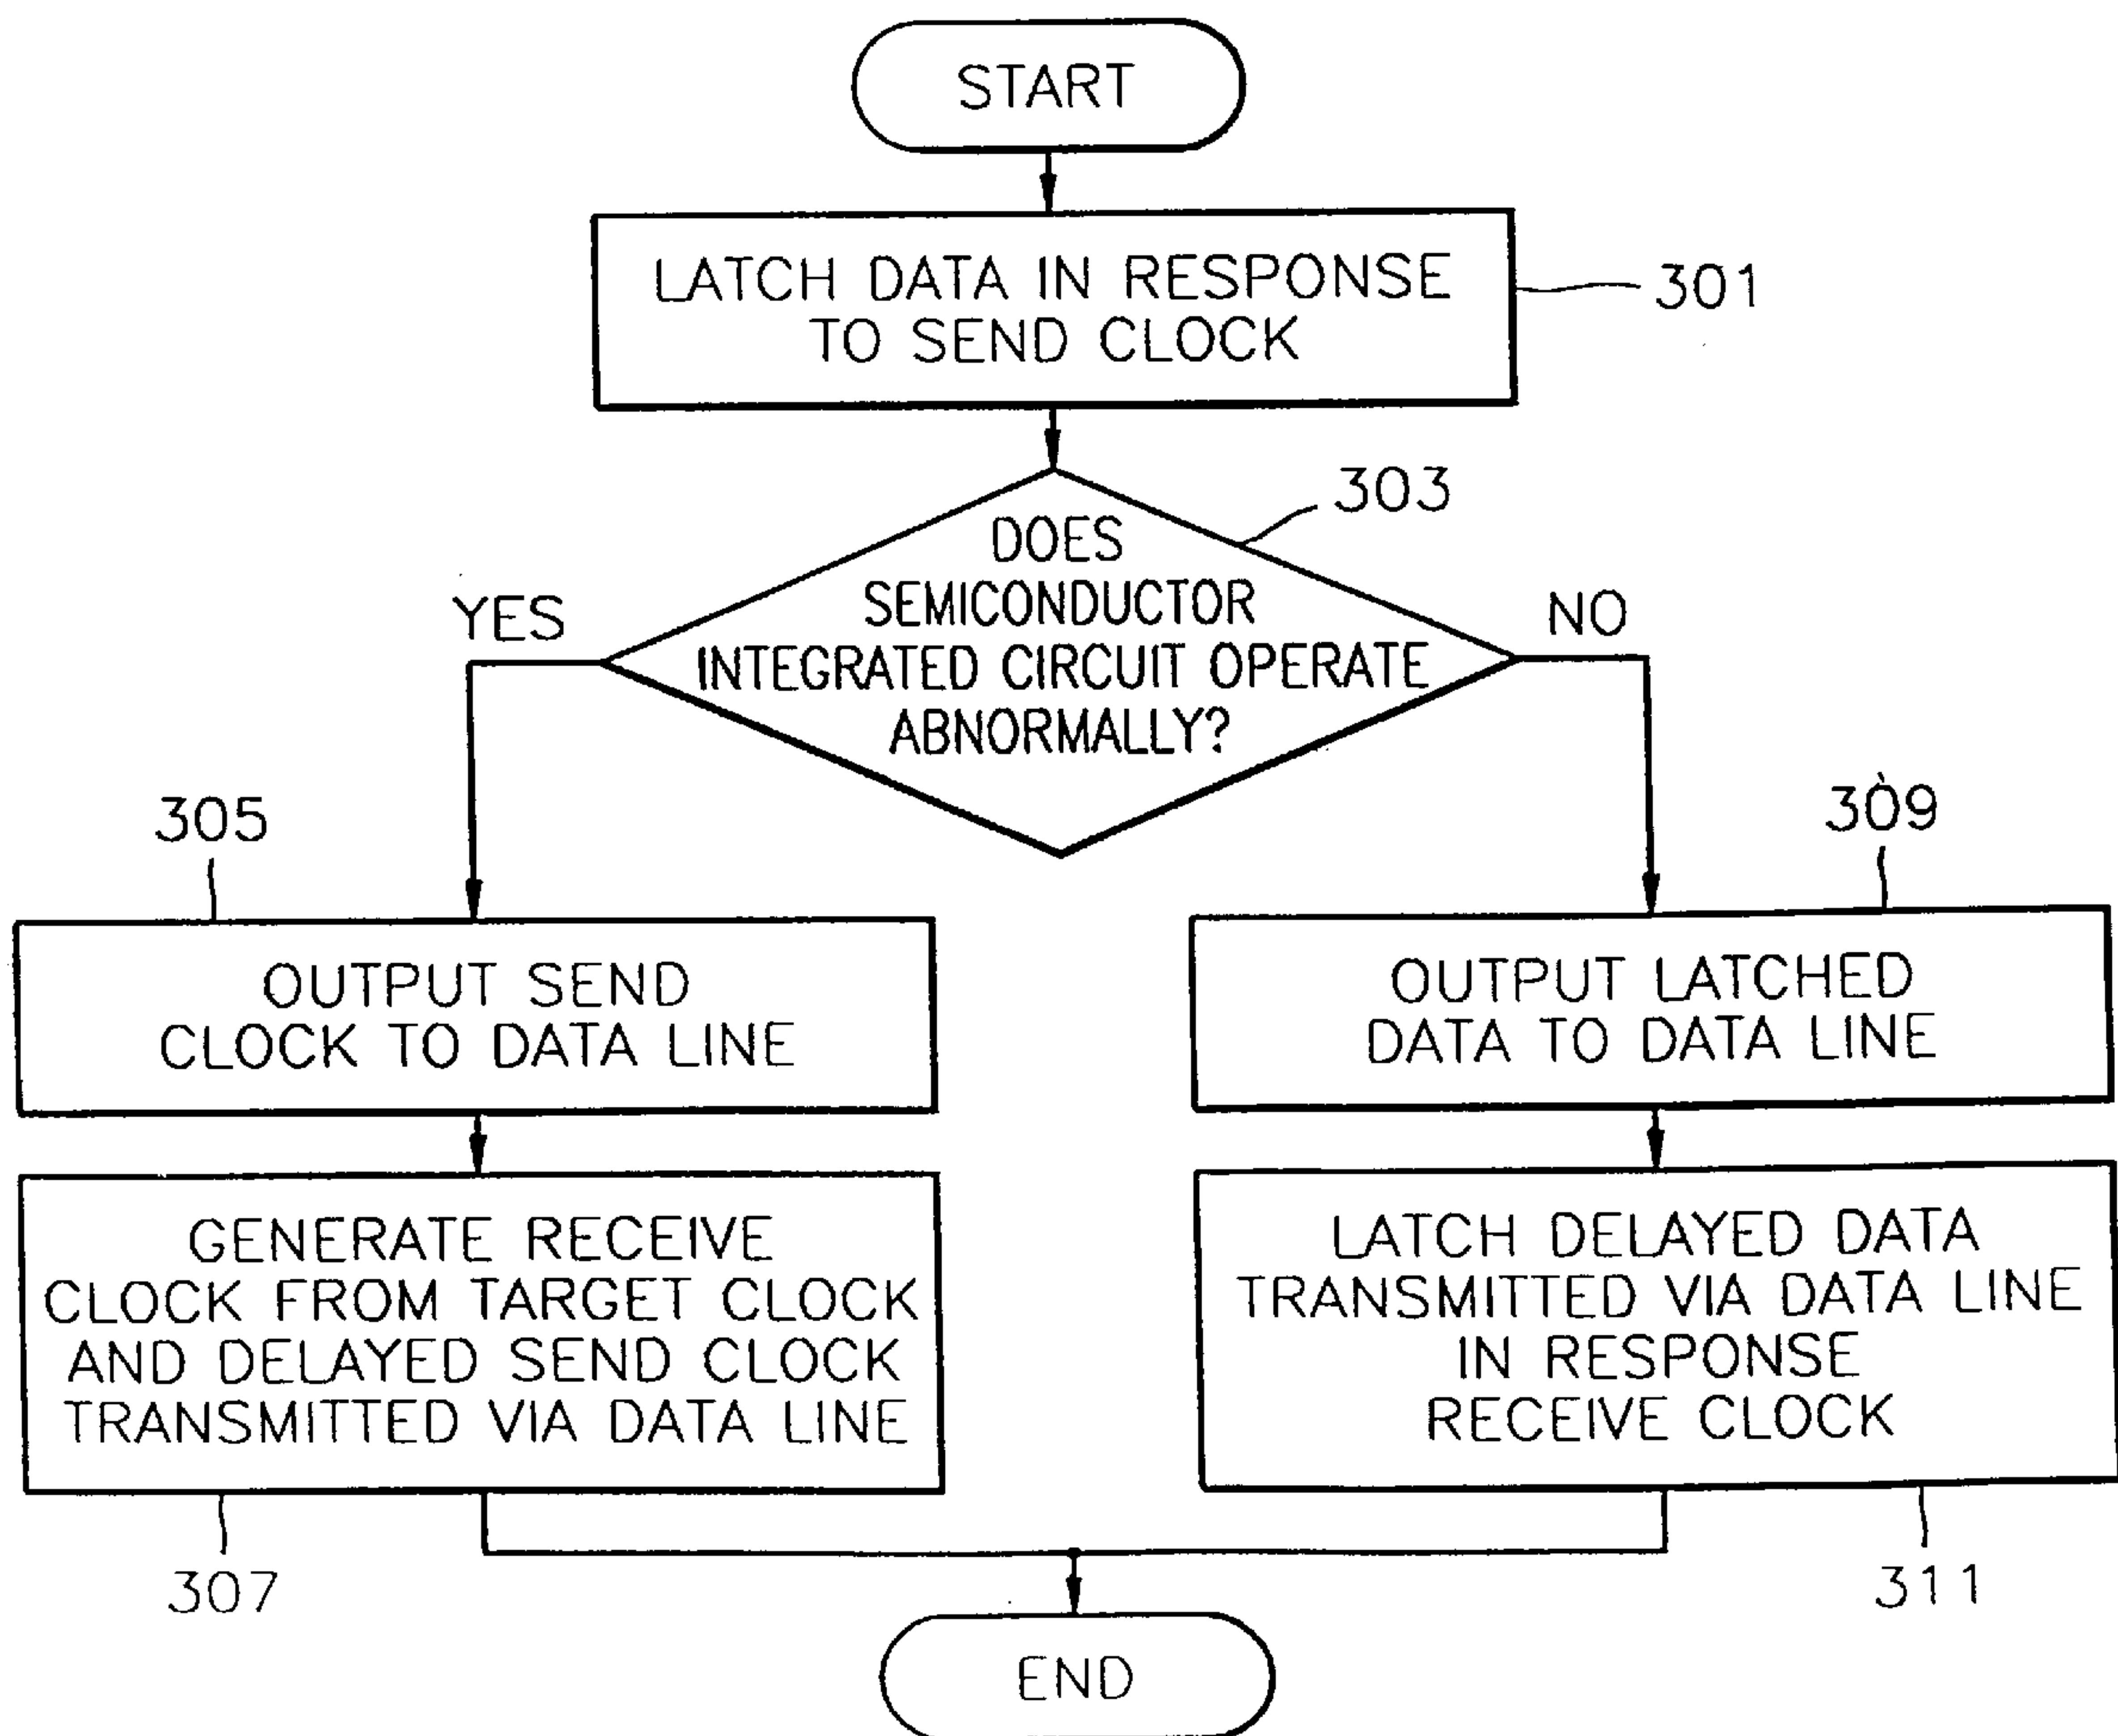 START
LATCH DATA IN RESPONSE
TO SEND CLOCK
301
303
DOES
SEMICONDUCTOR
INTEGRATED CIRCUIT OPERATE
ABNORMALLY?
YES
NO
305
309
OUTPUT SEND
CLOCK TO DATA LINE
OUTPUT LATCHED
DATA TO DATA LINE
GENERATE RECEIVE
CLOCK FROM TARGET CLOCK
AND DELAYED SEND CLOCK
TRANSMITTED VIA DATA LINE
LATCH DELAYED DATA
TRANSMITTED VIA DATA LINE
IN RESPONSE
RECEIVE CLOCK
307
311
END